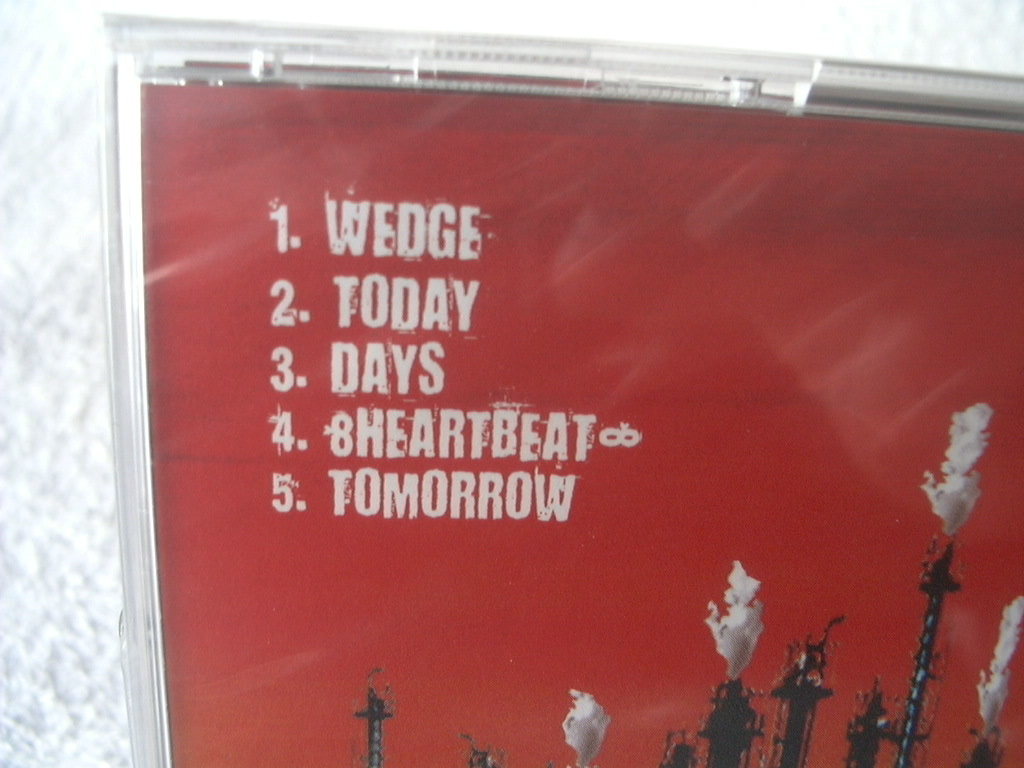 1. WEDGE
2. TODAY
3. DAYS
4. 8HEARTBEAT∞
5. TOMORROW